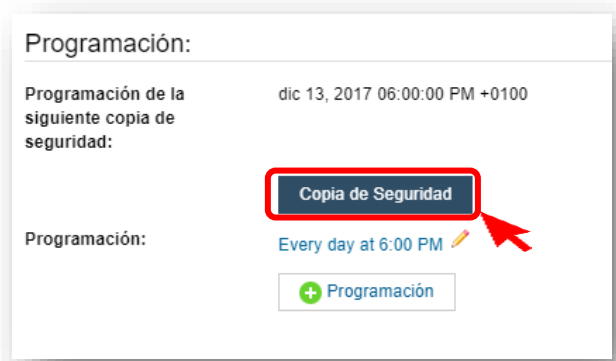 Programación:
Programación de la
siguiente copia de
seguridad:
dic 13, 2017 06:00:00 PM +0100
Copia de Seguridad
Programación:
Every day at 6:00 PM
Programación